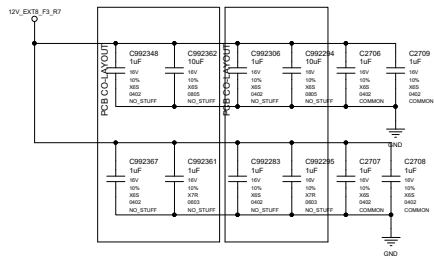 12V_EXT8_F3_R7
PCB CO-LAYOUT
C992348
1uF
16V
10%
X6S
0402
NO_STUFF
C992362
10uF
16V
10%
X6S
0805
NO_STUFF
PCB CO-LAYOUT
C992306
1uF
16V
10%
X6S
0402
NO_STUFF
C992294
10uF
16V
10%
X6S
0805
NO_STUFF
C2706
1uF
16V
10%
X6S
0402
COMMON
C2709
1uF
16V
10%
X6S
0402
COMMON
GND
C992367
1uF
16V
10%
X6S
0402
NO_STUFF
C992361
1uF
16V
10%
X7R
0603
NO_STUFF
C992283
1uF
16V
10%
X6S
0402
NO_STUFF
C992295
1uF
16V
10%
X7R
0603
NO_STUFF
C2707
1uF
16V
10%
X6S
0402
COMMON
C2708
1uF
16V
10%
X6S
0402
COMMON
GND